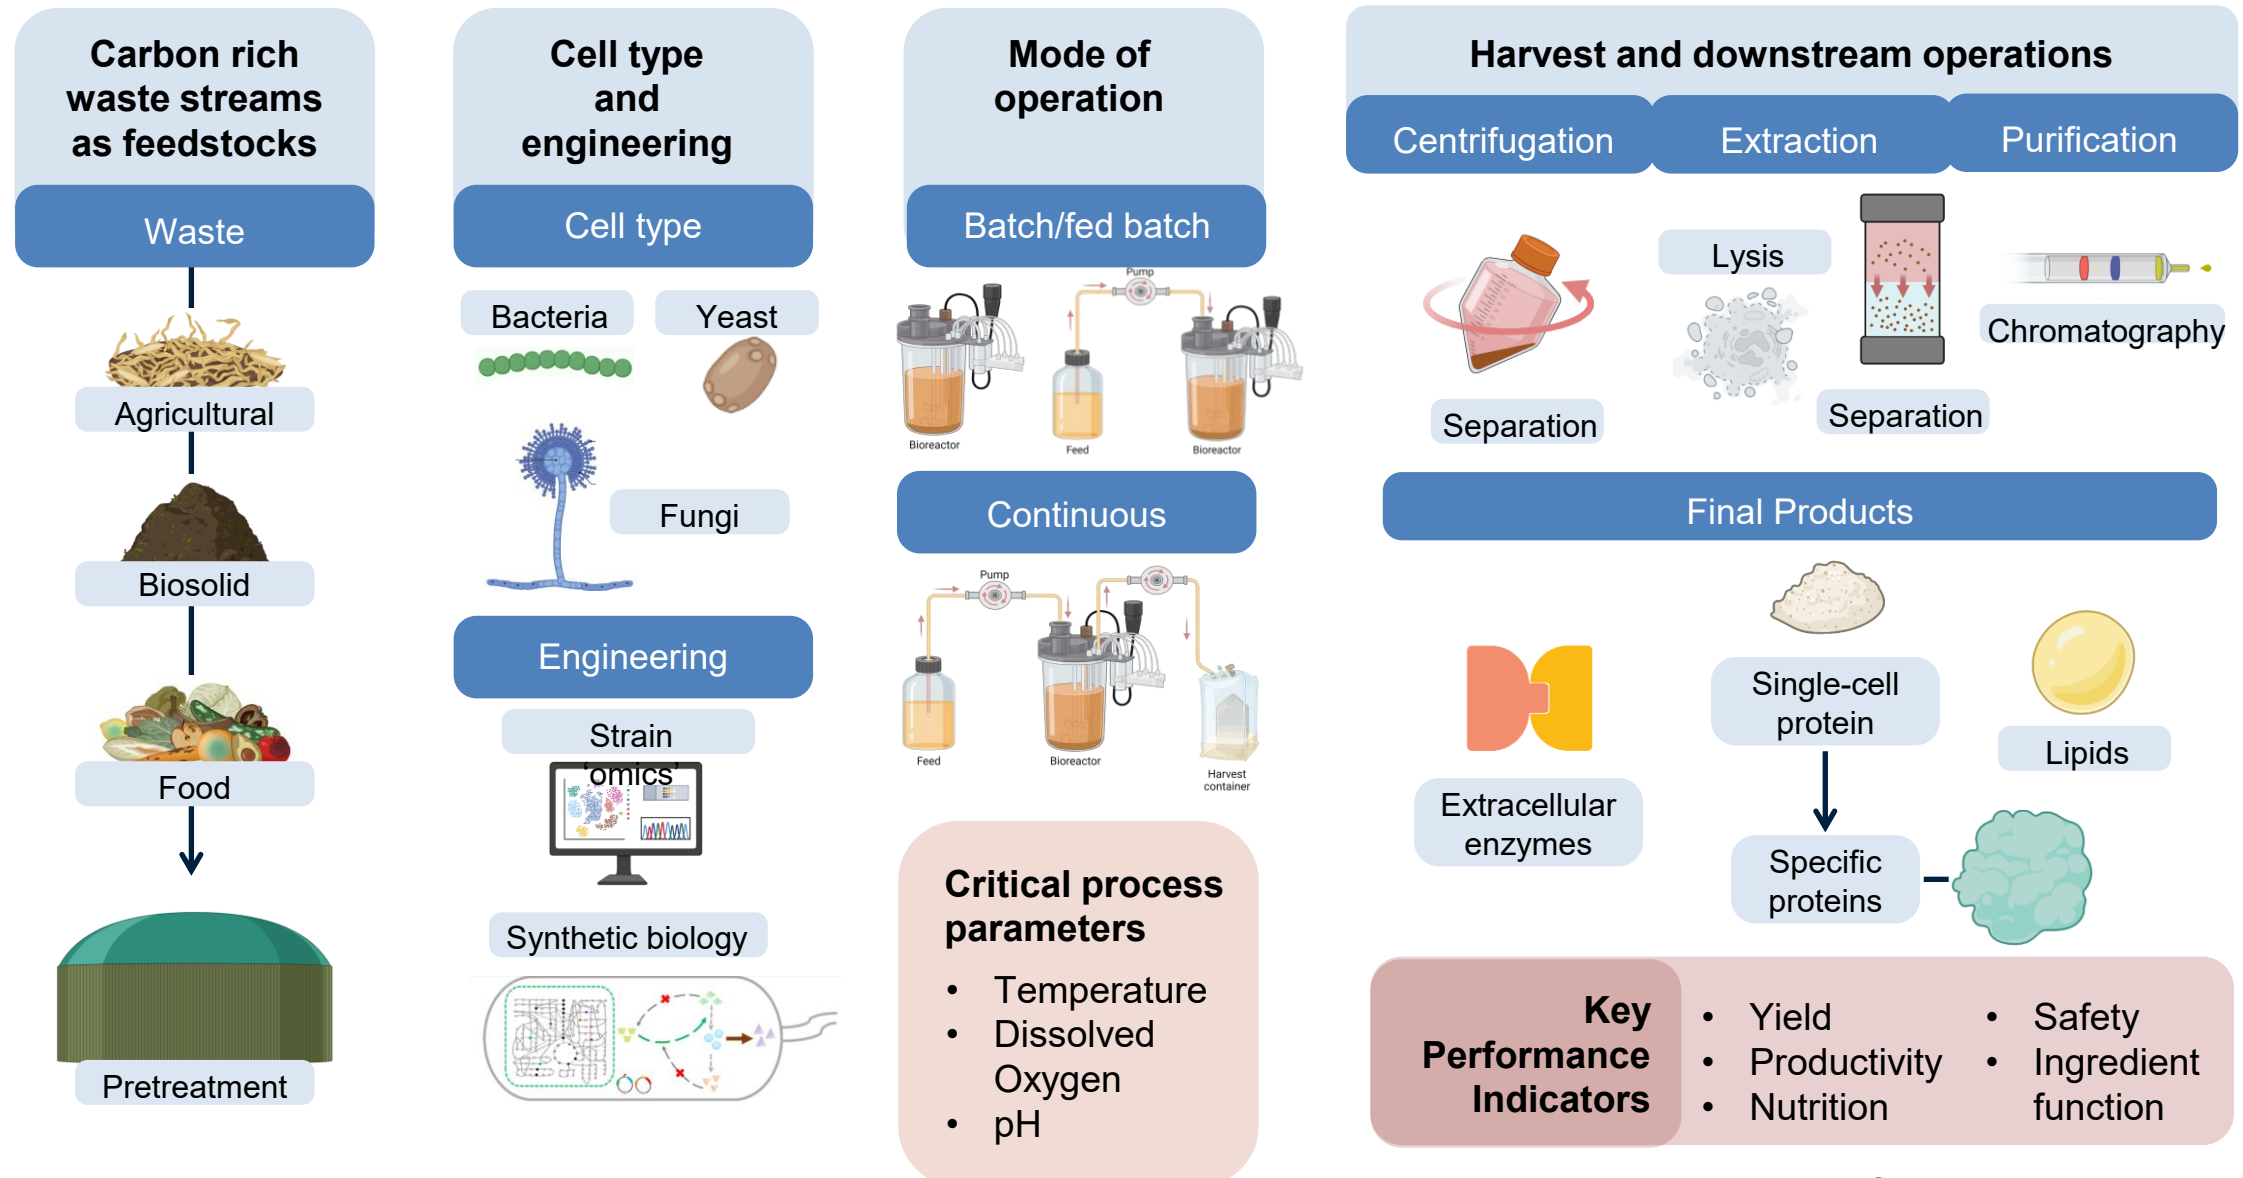 Carbon rich
waste streams
as feedstocks
Waste
Agricultural
Biosolid
Food
Pretreatment
Cell type
and
engineering
Cell type
Bacteria
Yeast
Fungi
Engineering
Strain
‘omics’
Synthetic biology
Mode of
operation
Batch/fed batch
Pump
Bioreactor
Feed
Bioreactor
Continuous
Pump
Feed
Bioreactor
Harvest
container
Critical process
parameters
• Temperature
• Dissolved
Oxygen
• pH
Harvest and downstream operations
Centrifugation
Extraction
Purification
Lysis
Chromatography
Separation
Separation
Final Products
Single-cell
protein
Lipids
Extracellular
enzymes
Specific
proteins
Key
Performance
Indicators
• Yield
• Productivity
• Nutrition
• Safety
• Ingredient
function